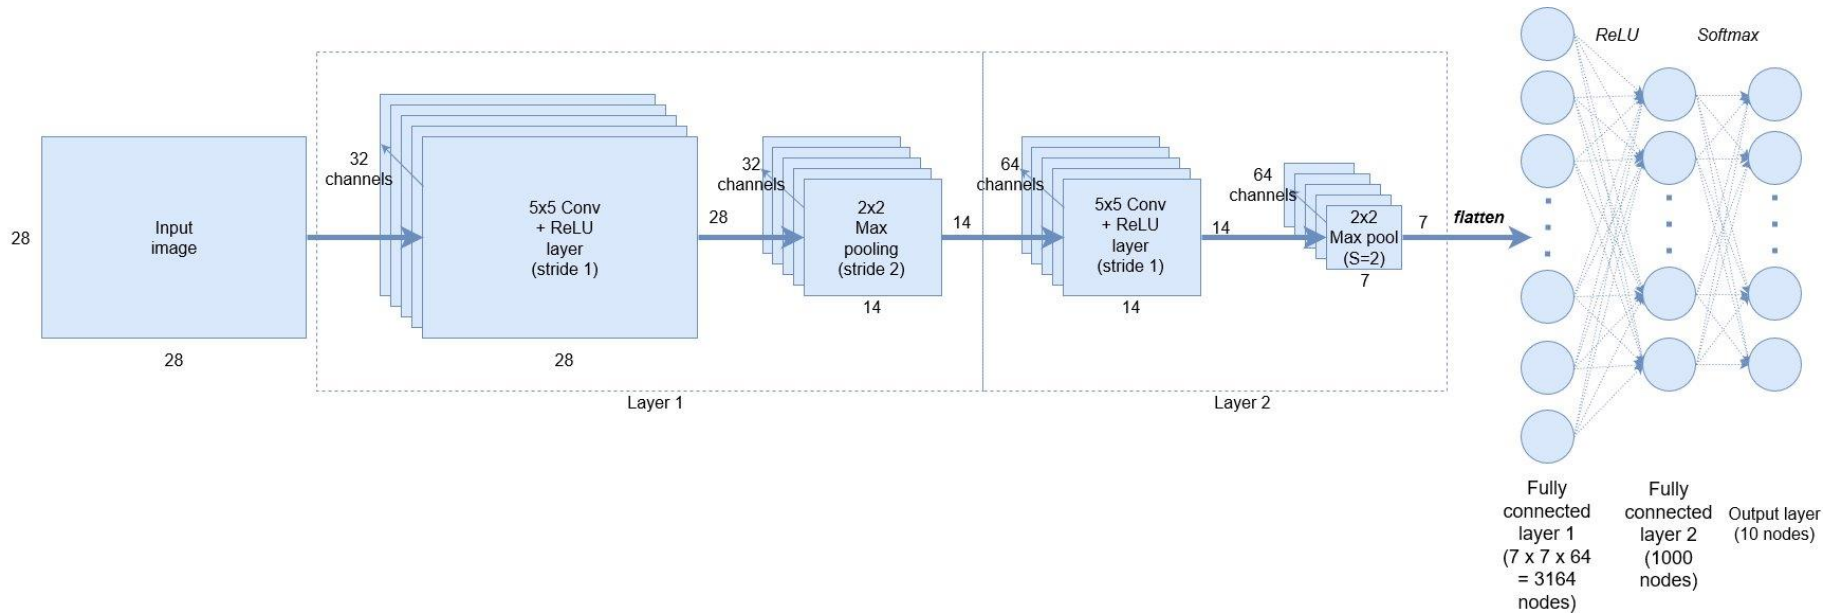 ReLU
Softmax
28
Input
image
28
32
channels
5x5 Conv
+ ReLU
layer
(stride 1)
28
28
32
channels
2x2
Max
pooling
(stride 2)
14
14
Layer 1
64
channels
5x5 Conv
+ ReLU
layer
(stride 1)
14
14
64
channels
2x2
Max pool
(S=2)
7
7
Layer 2
flatten
Fully
connected
layer 1
(7 x 7 x 64
= 3164
nodes)
Fully
connected
layer 2
(1000
nodes)
Output layer
(10 nodes)